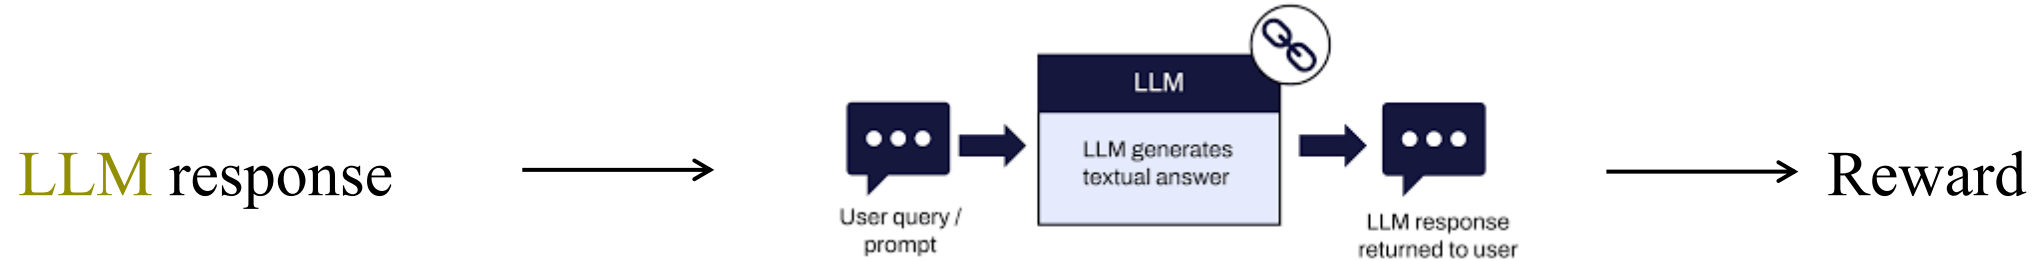 LLM response
LLM
LLM generates
textual answer
User query /
prompt
LLM response
returned to user
Reward